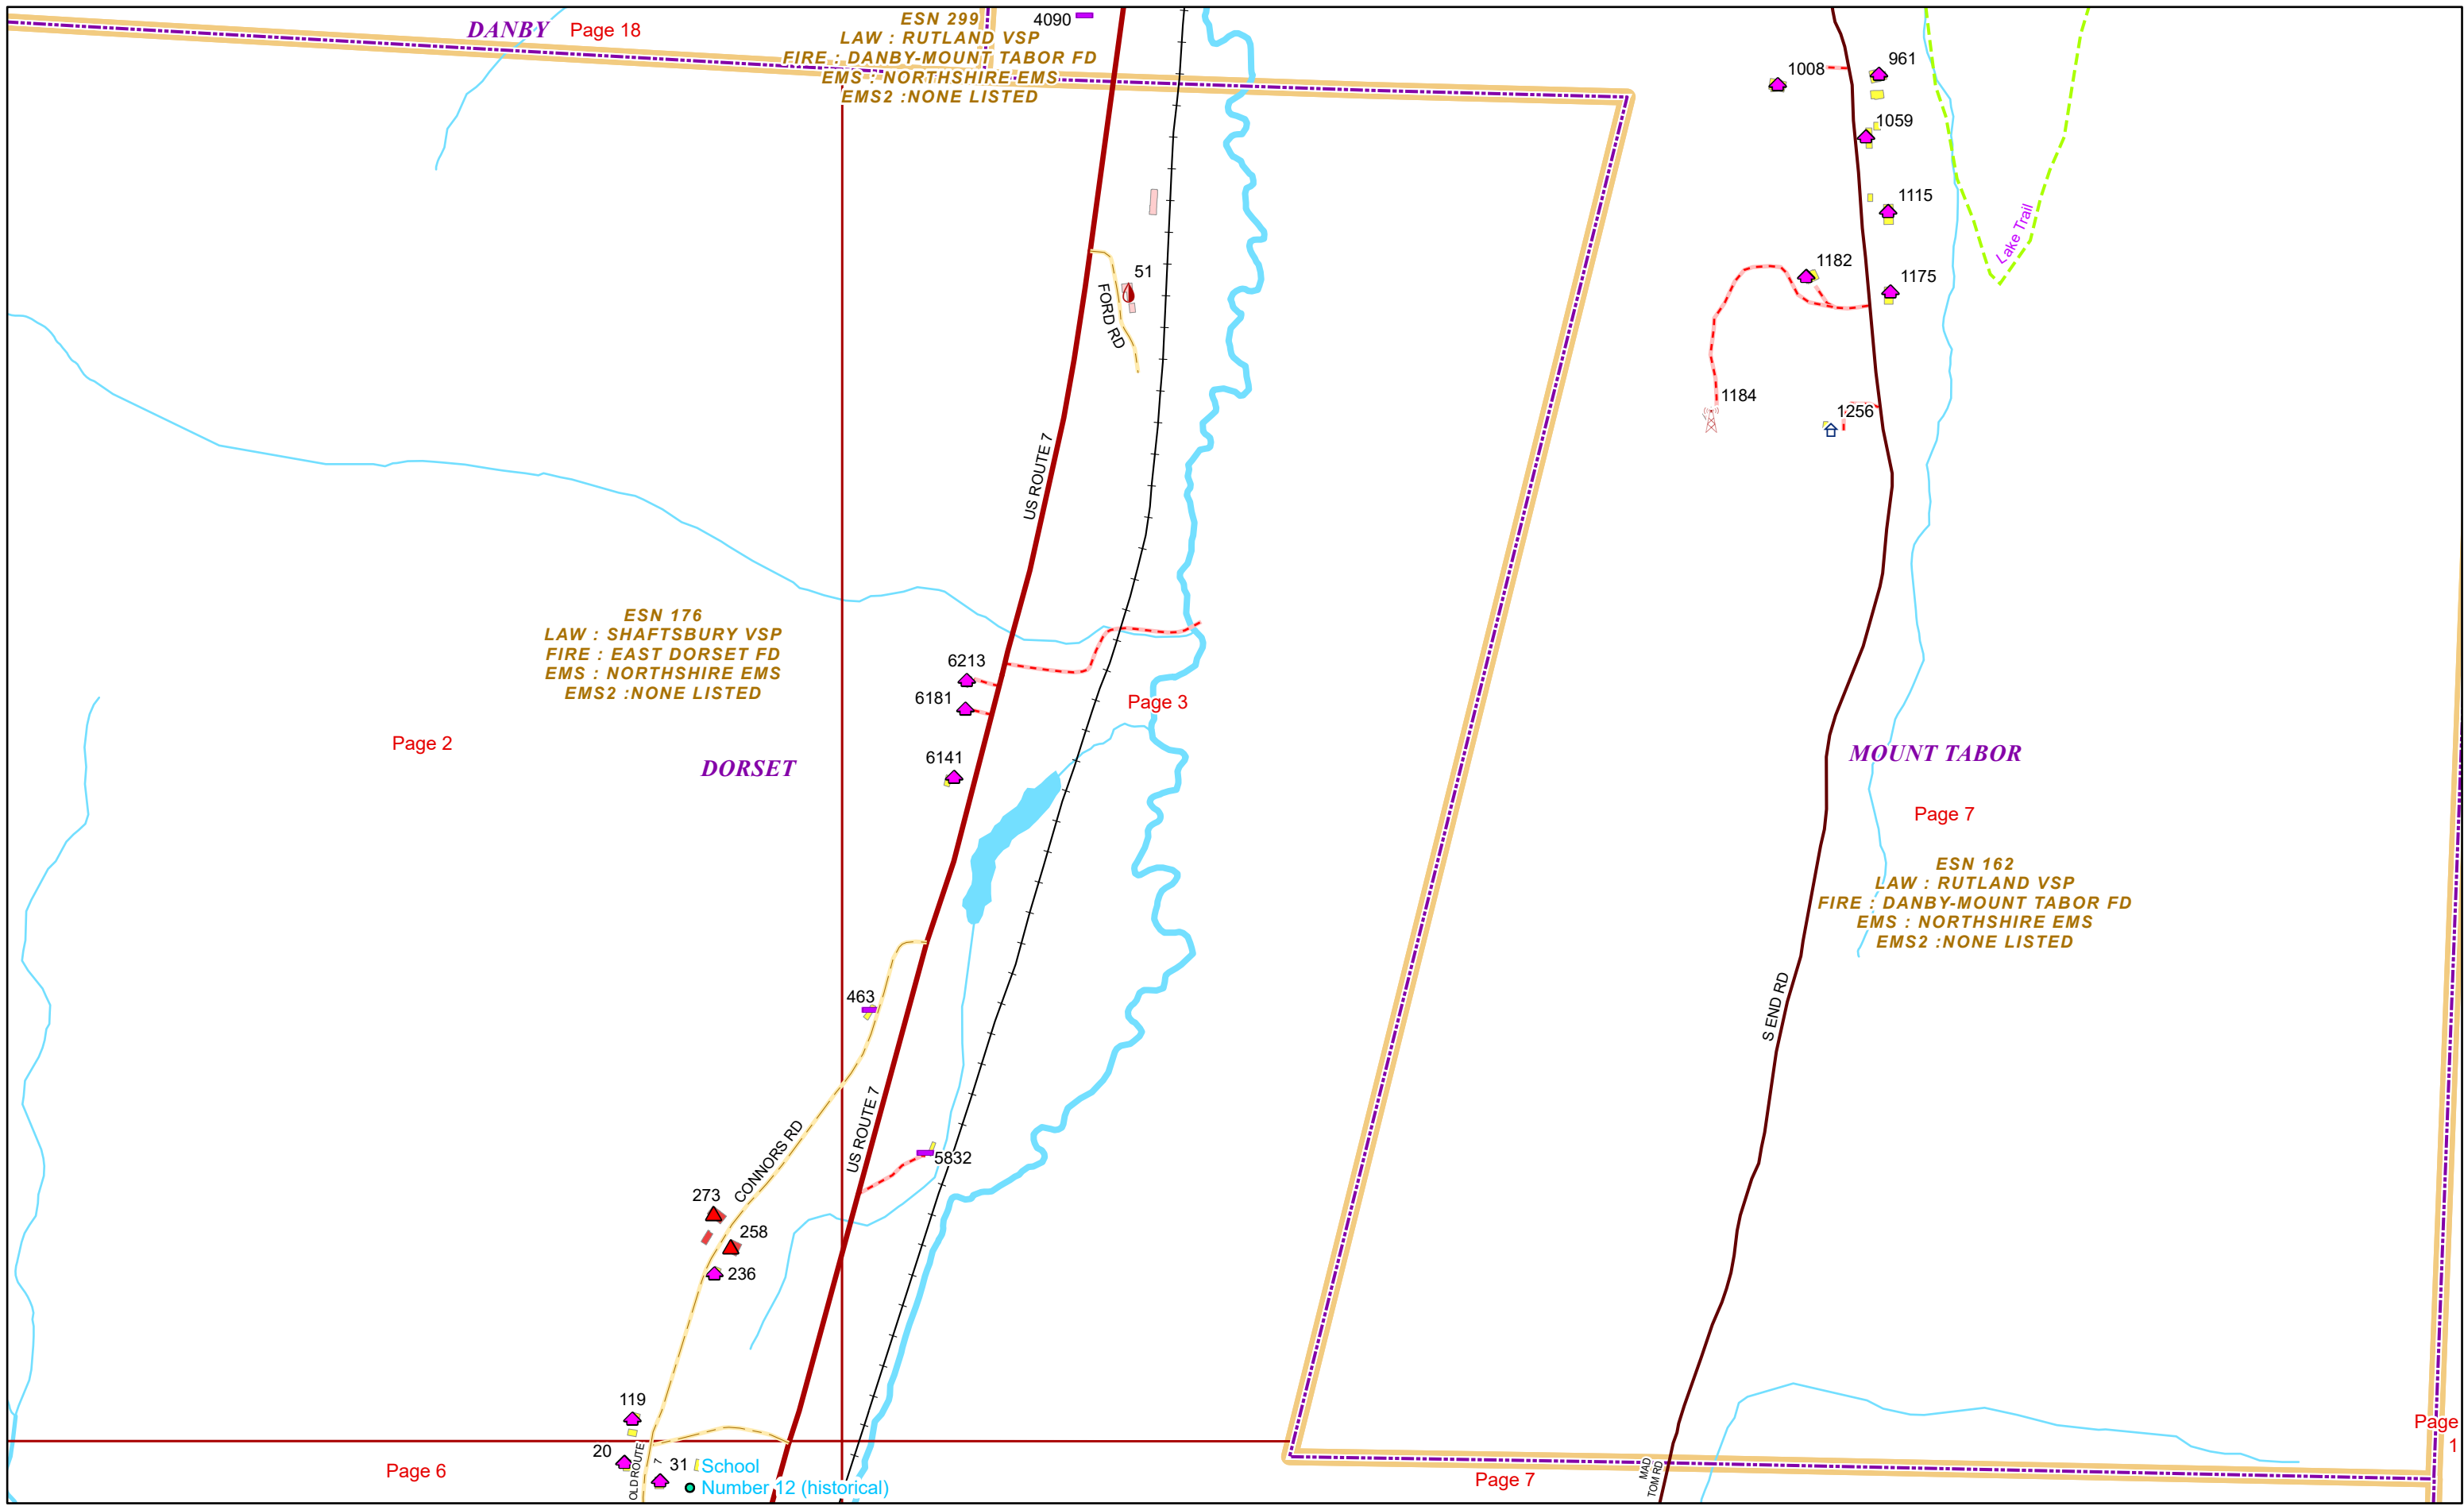 DANBY
Page 18
ESN 299
LAW : RUTLAND VSP
FIRE : DANBY-MOUNT TABOR FD
EMS : NORTHSHIRE EMS
EMS2 :NONE LISTED
4090
1008
961
1059
1115
Lake Trail
1182
1175
51
FORD RD
1184
1256
US ROUTE 7
ESN 176
LAW : SHAFTSBURY VSP
FIRE : EAST DORSET FD
EMS : NORTHSHIRE EMS
EMS2 :NONE LISTED
6213
6181
Page 3
Page 2
6141
DORSET
MOUNT TABOR
Page 7
ESN 162
LAW : RUTLAND VSP
FIRE : DANBY-MOUNT TABOR FD
EMS : NORTHSHIRE EMS
EMS2 :NONE LISTED
463
S END RD
CONNORS RD
US ROUTE 7
5832
273
258
236
119
20
OLD ROUTE
7
31
School
Number 12 (historical)
Page 6
Page 7
MAD
TOM RD
Page
1